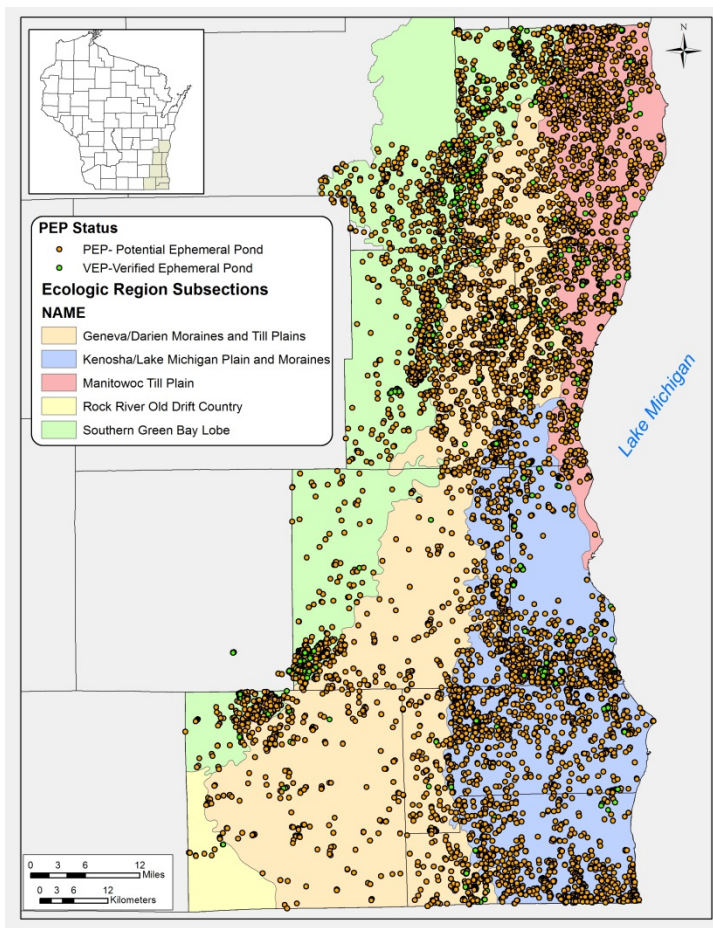 N
PEP Status
PEP- Potential Ephemeral Pond
VEP-Verified Ephemeral Pond
Ecologic Region Subsections
NAME
Geneva/Darien Moraines and Till Plains
Kenosha/Lake Michigan Plain and Moraines
Manitowoc Till Plain
Rock River Old Drift Country
Southern Green Bay Lobe
Lake Michigan
0 3 6 12
Miles
0 3 6 12
Kilometers